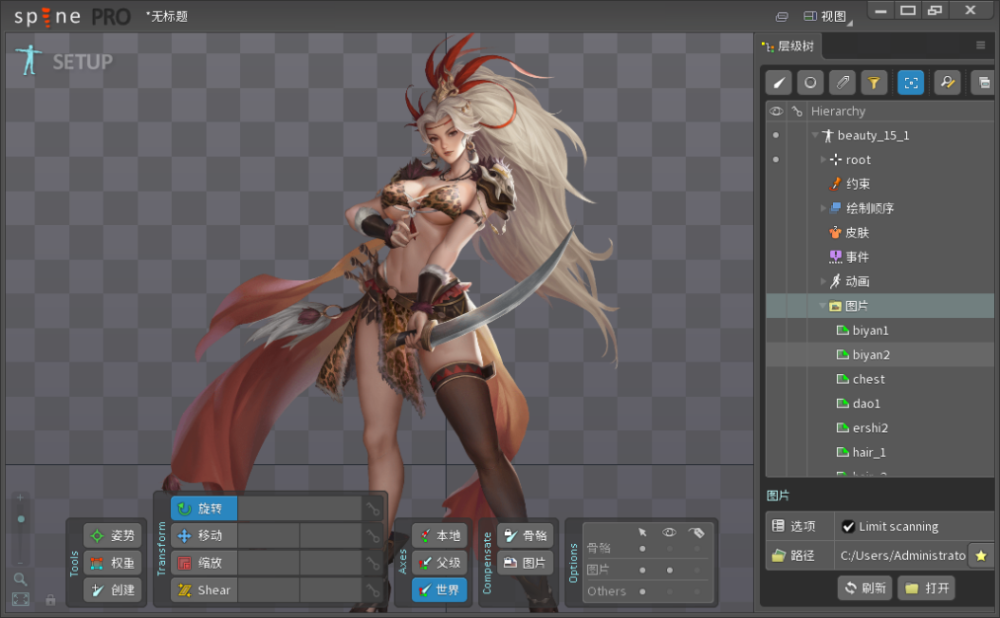 spine PRO *无标题
视图
SETUP
层级树
Hierarchy
beauty_15_1
root
约束
绘制顺序
皮肤
事件
动画
图片
biyan1
biyan2
chest
dao1
ershi2
hair_1
图片
选项 Limit scanning
路径 C:/Users/Administrato
刷新 打开
Tools
姿势
权重
创建
Transform
旋转
移动
缩放
Shear
Axes
本地
父级
世界
Compensate
骨骼
图片
Options
骨骼
图片
Others